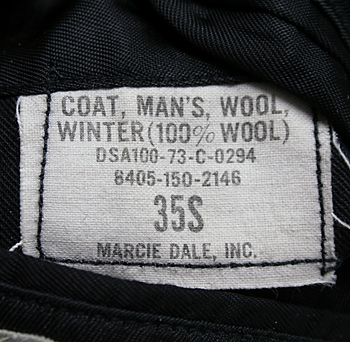 COAT, MAN'S, WOOL,
WINTER (100% WOOL)
DSA100-73-C-0294
8405-150-2146
35S
MARCIE DALE, INC.